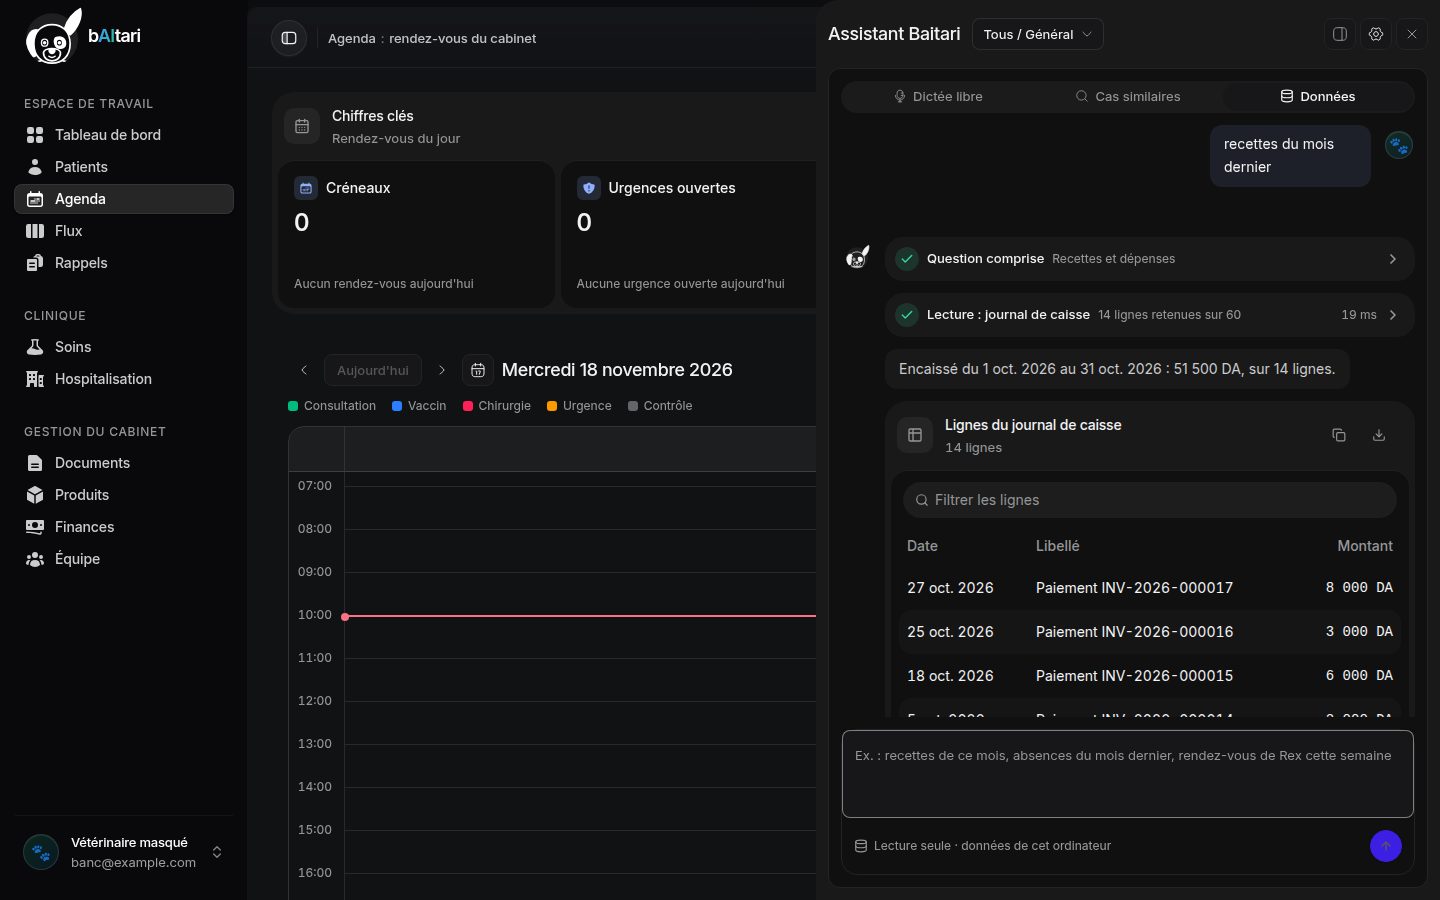 bAItari
ESPACE DE TRAVAIL
Tableau de bord
Patients
Agenda
Flux
Rappels
CLINIQUE
Soins
Hospitalisation
GESTION DU CABINET
Documents
Produits
Finances
Équipe
Vétérinaire masqué
banc@example.com
Agenda : rendez-vous du cabinet
Chiffres clés
Rendez-vous du jour
Créneaux
0
Aucun rendez-vous aujourd'hui
Urgences ouvertes
0
Aucune urgence ouverte aujourd'hui
Aujourd'hui
Mercredi 18 novembre 2026
Consultation
Vaccin
Chirurgie
Urgence
Contrôle
07:00
08:00
09:00
10:00
11:00
12:00
13:00
14:00
15:00
16:00
Assistant Baitari
Tous / Général
Dictée libre
Cas similaires
Données
recettes du mois
dernier
Question comprise Recettes et dépenses
Lecture : journal de caisse 14 lignes retenues sur 60 19 ms
Encaissé du 1 oct. 2026 au 31 oct. 2026 : 51 500 DA, sur 14 lignes.
Lignes du journal de caisse
14 lignes
Filtrer les lignes
Date Libellé Montant
27 oct. 2026 Paiement INV-2026-000017 8 000 DA
25 oct. 2026 Paiement INV-2026-000016 3 000 DA
18 oct. 2026 Paiement INV-2026-000015 6 000 DA
Ex. : recettes de ce mois, absences du mois dernier, rendez-vous de Rex cette semaine
Lecture seule · données de cet ordinateur